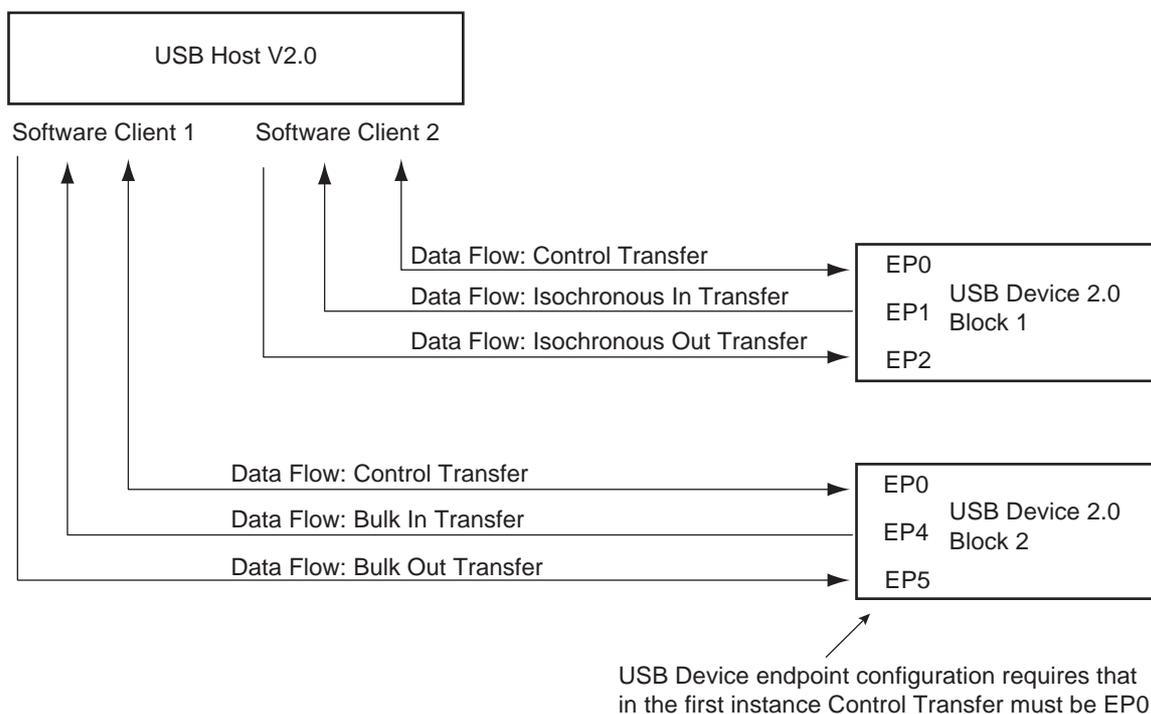 USB Host V2.0
Software Client 1
Software Client 2
Data Flow: Control Transfer
Data Flow: Isochronous In Transfer
Data Flow: Isochronous Out Transfer
EP0
EP1
EP2
USB Device 2.0
Block 1
Data Flow: Control Transfer
Data Flow: Bulk In Transfer
Data Flow: Bulk Out Transfer
EP0
EP4
EP5
USB Device 2.0
Block 2
USB Device endpoint configuration requires that
in the first instance Control Transfer must be EP0